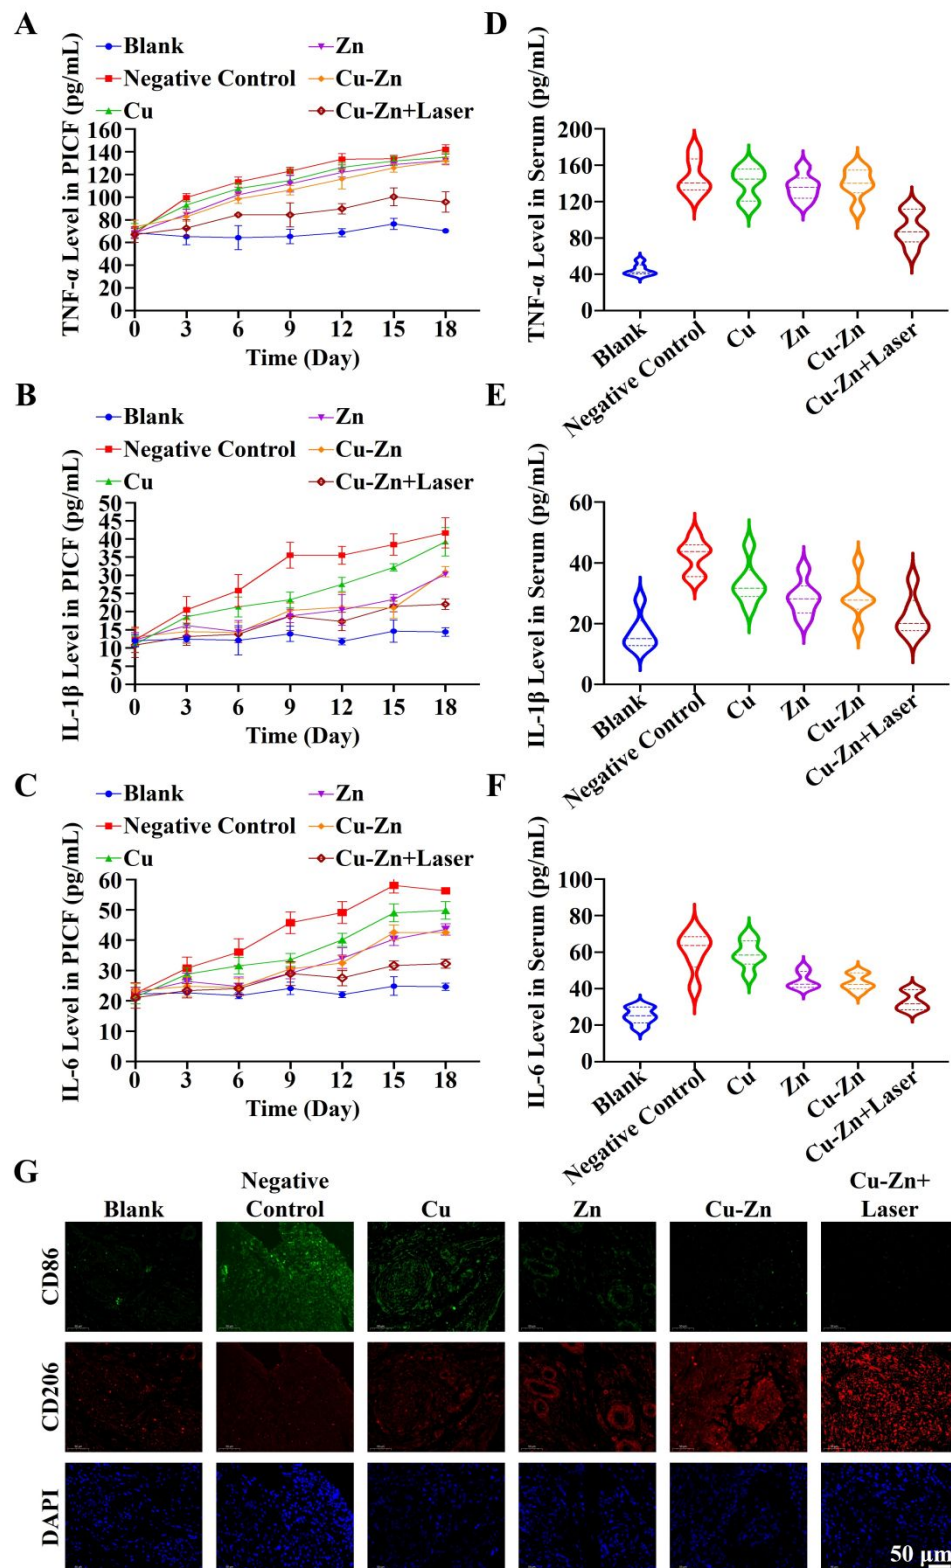 A
Blank
Zn
Negative Control
Cu-Zn
Cu
Cu-Zn+Laser
TNF-α Level in PICF (pg/mL)
160
140
120
100
80
60
40
20
0
0 3 6 9 12 15 18
Time (Day)
D
TNF-α Level in Serum (pg/mL)
200
160
120
80
40
0
Blank
Negative Control
Cu
Zn
Cu-Zn
Cu-Zn+Laser
B
Blank
Zn
Negative Control
Cu-Zn
Cu
Cu-Zn+Laser
IL-1β Level in PICF (pg/mL)
50
45
40
35
30
25
20
15
10
5
0
0 3 6 9 12 15 18
Time (Day)
E
IL-1β Level in Serum (pg/mL)
60
40
20
0
Blank
Negative Control
Cu
Zn
Cu-Zn
Cu-Zn+Laser
C
Blank
Zn
Negative Control
Cu-Zn
Cu
Cu-Zn+Laser
IL-6 Level in PICF (pg/mL)
60
50
40
30
20
10
0
0 3 6 9 12 15 18
Time (Day)
F
IL-6 Level in Serum (pg/mL)
100
80
60
40
20
0
Blank
Negative Control
Cu
Zn
Cu-Zn
Cu-Zn+Laser
G
Blank
Negative
Control
Cu
Zn
Cu-Zn
Cu-Zn+
Laser
CD86
CD206
DAPI
50 μm